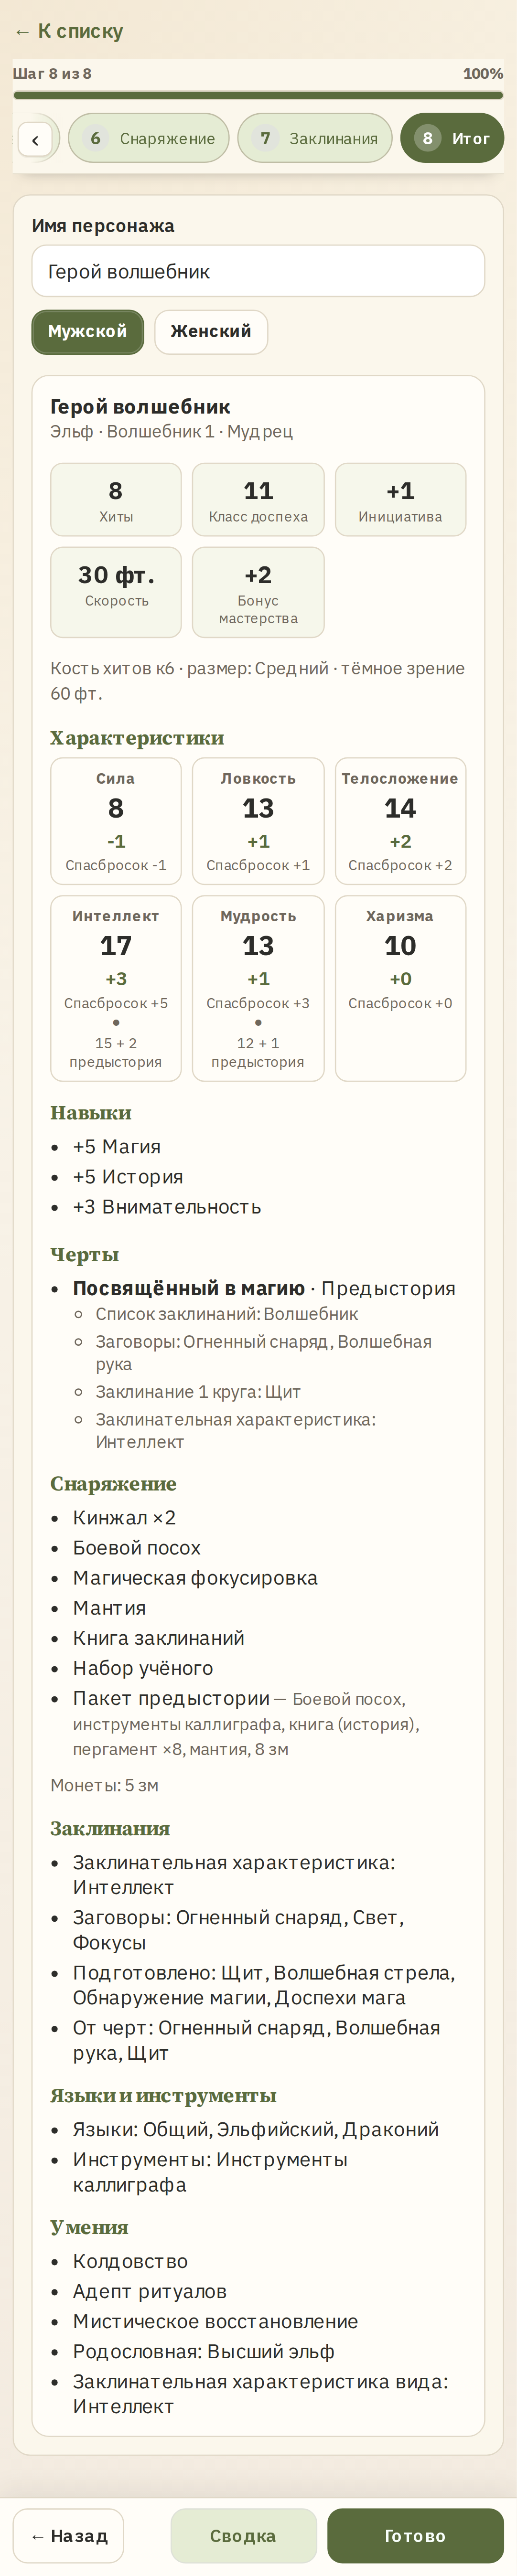 ← К списку
Шаг 8 из 8
100%
‹
6 Снаряжение
7 Заклинания
8 Итог
Имя персонажа
Герой волшебник
Мужской
Женский
Герой волшебник
Эльф · Волшебник 1 · Мудрец
8
Хиты
11
Класс доспеха
+1
Инициатива
30 фт.
Скорость
+2
Бонус
мастерства
Кость хитов к6 · размер: Средний · тёмное зрение
60 фт.
Характеристики
Сила
8
-1
Спасбросок -1
Ловкость
13
+1
Спасбросок +1
Телосложение
14
+2
Спасбросок +2
Интеллект
17
+3
Спасбросок +5
●
15 + 2
предыстория
Мудрость
13
+1
Спасбросок +3
●
12 + 1
предыстория
Харизма
10
+0
Спасбросок +0
Навыки
• +5 Магия
• +5 История
• +3 Внимательность
Черты
• Посвящённый в магию · Предыстория
◦ Список заклинаний: Волшебник
◦ Заговоры: Огненный снаряд, Волшебная
рука
◦ Заклинание 1 круга: Щит
◦ Заклинательная характеристика:
Интеллект
Снаряжение
• Кинжал ×2
• Боевой посох
• Магическая фокусировка
• Мантия
• Книга заклинаний
• Набор учёного
• Пакет предыстории — Боевой посох,
инструменты каллиграфа, книга (история),
пергамент ×8, мантия, 8 зм
Монеты: 5 зм
Заклинания
• Заклинательная характеристика:
Интеллект
• Заговоры: Огненный снаряд, Свет,
Фокусы
• Подготовлено: Щит, Волшебная стрела,
Обнаружение магии, Доспехи мага
• От черт: Огненный снаряд, Волшебная
рука, Щит
Языки и инструменты
• Языки: Общий, Эльфийский, Драконий
• Инструменты: Инструменты
каллиграфа
Умения
• Колдовство
• Адепт ритуалов
• Мистическое восстановление
• Родословная: Высший эльф
• Заклинательная характеристика вида:
Интеллект
← Назад
Сводка
Готово